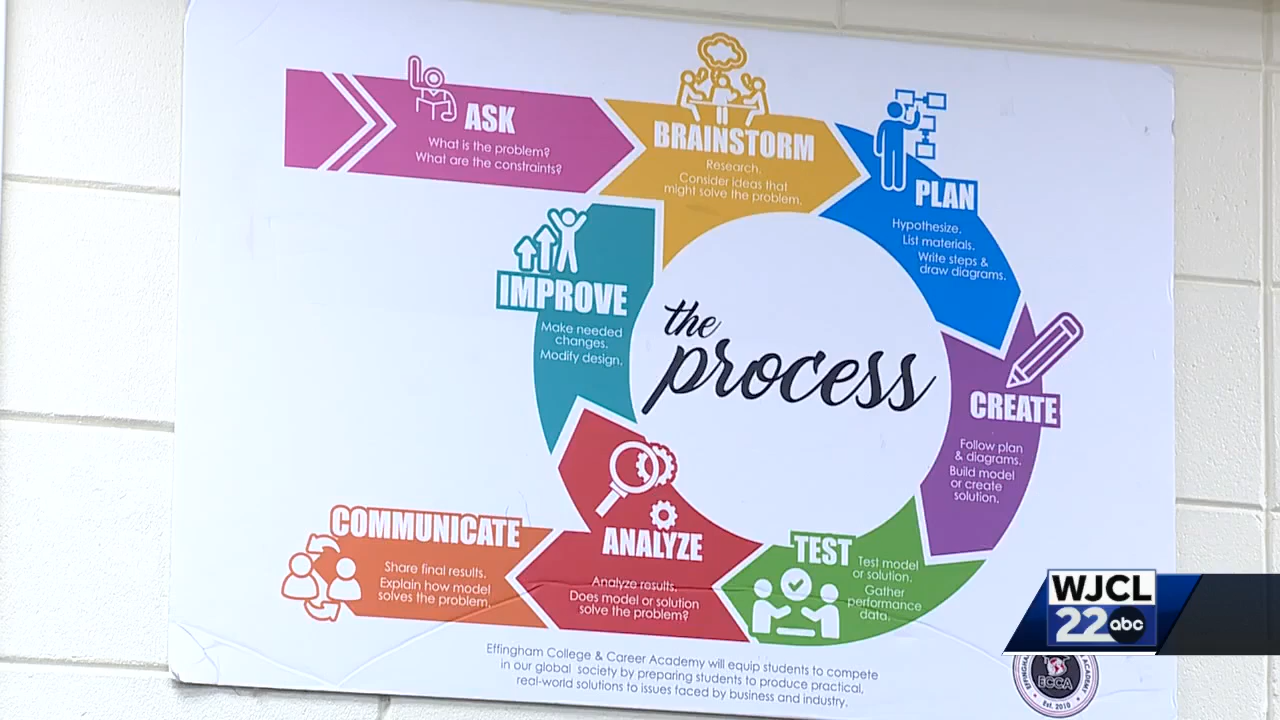 ASK
What is the problem?
What are the constraints?
BRAINSTORM
Research.
Consider ideas that
might solve the problem.
PLAN
Hypothesize.
List materials.
Write steps &
draw diagrams.
CREATE
Follow plan
& diagrams.
Build model
or create
solution.
TEST
Test model
or solution.
Gather
performance
data.
ANALYZE
Analyze results.
Does model or solution
solve the problem?
COMMUNICATE
Share final results.
Explain how model
solves the problem.
IMPROVE
Make needed
changes.
Modify design.
the
process
Effingham College & Career Academy will equip students to compete
in our global society by preparing students to produce practical,
real-world solutions to issues faced by business and industry.
WJCL
22 abc
ECCA
Est. 2010